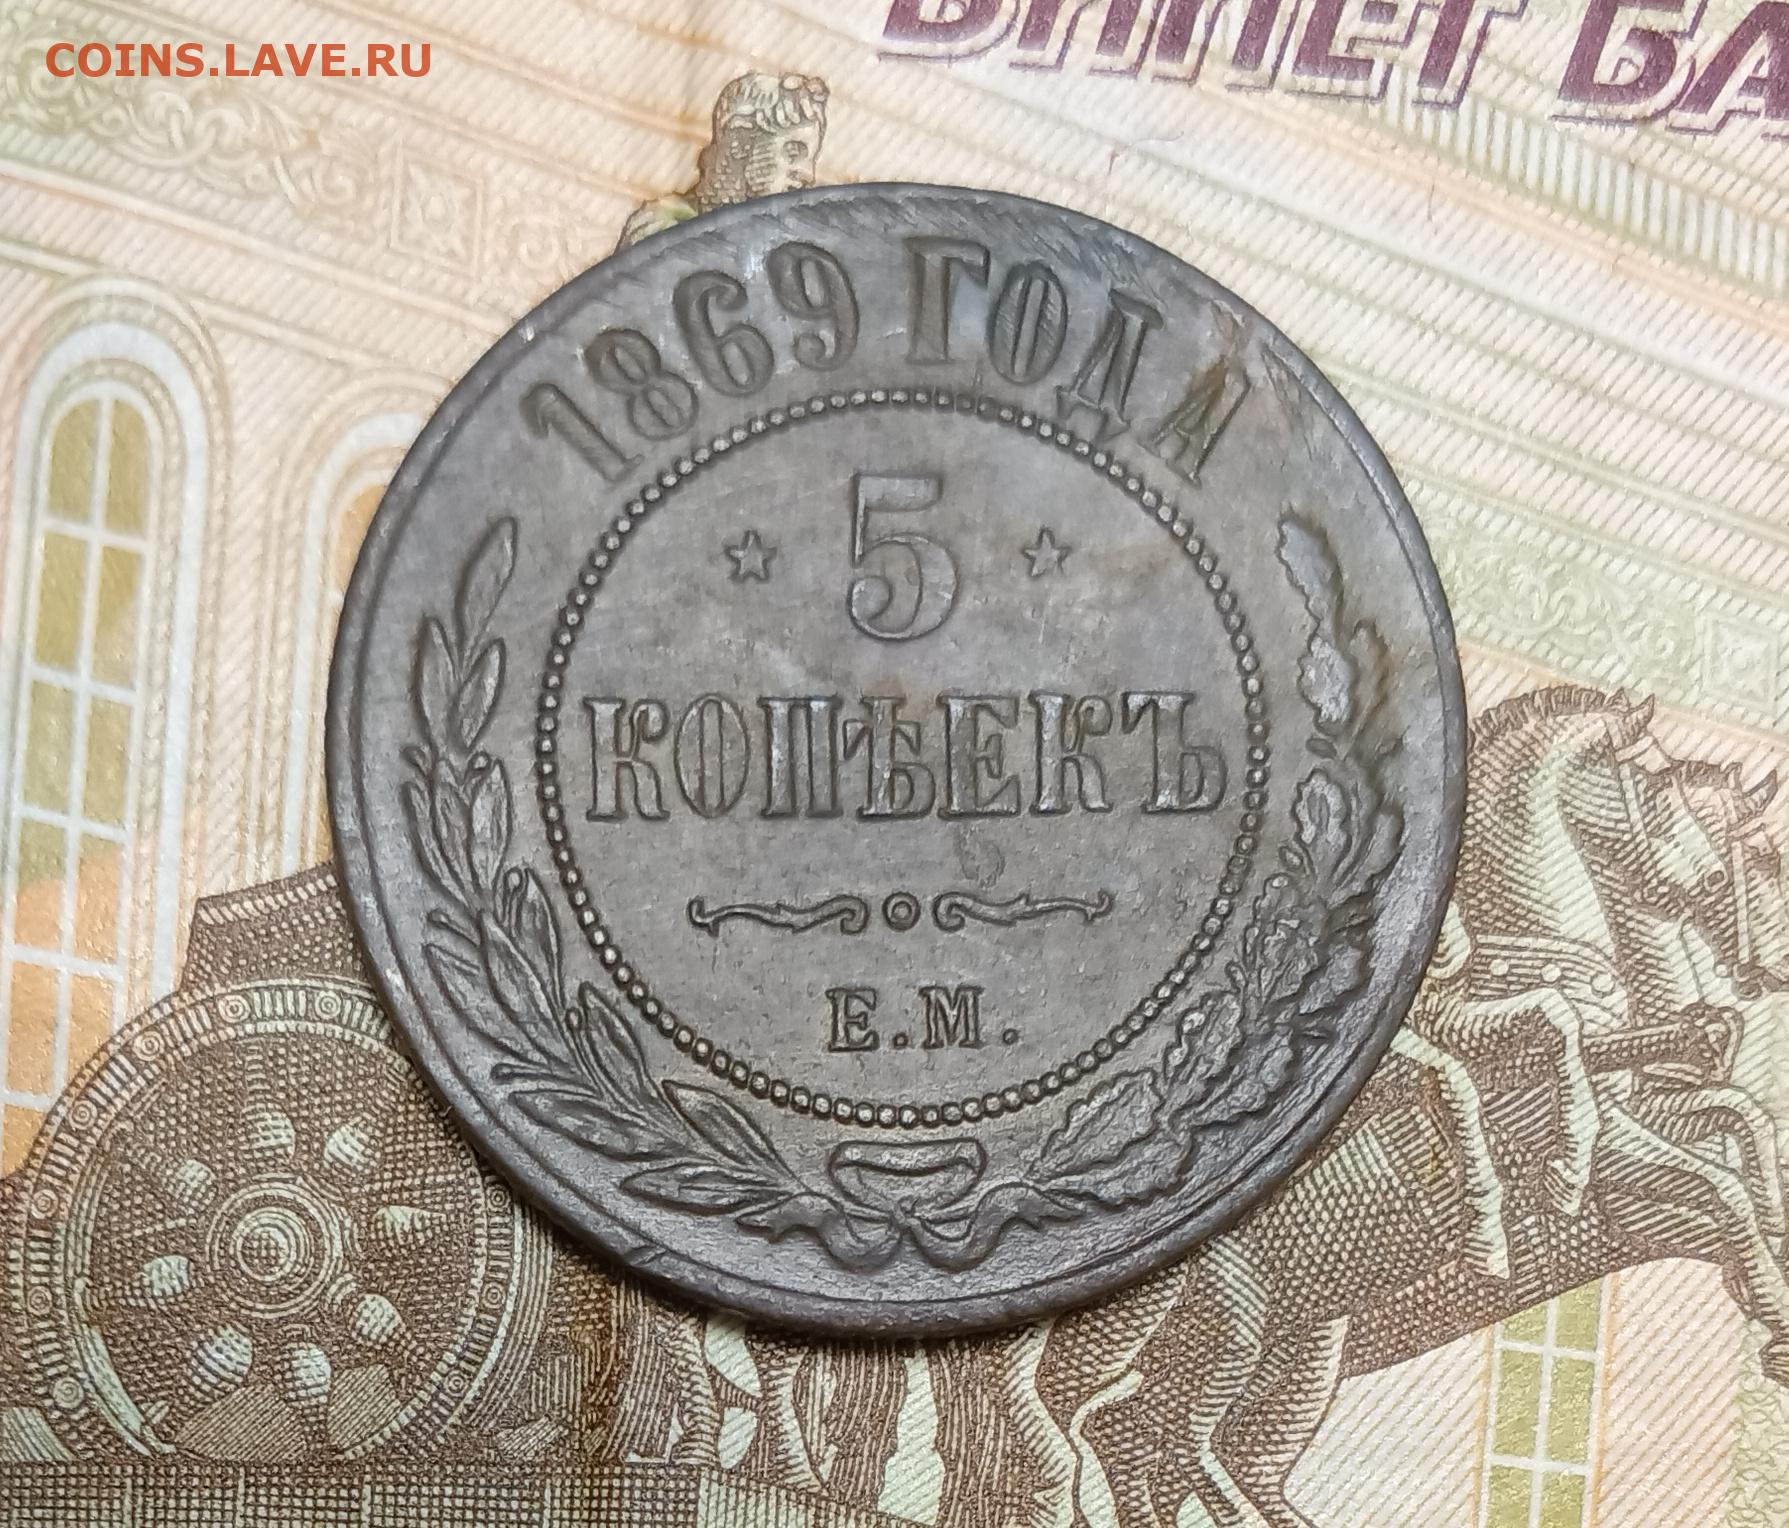 COINS.LAVE.RU
БИЛЕТ БА
1869 ГОДА
5
КОПѢЕКЪ
Е.М.